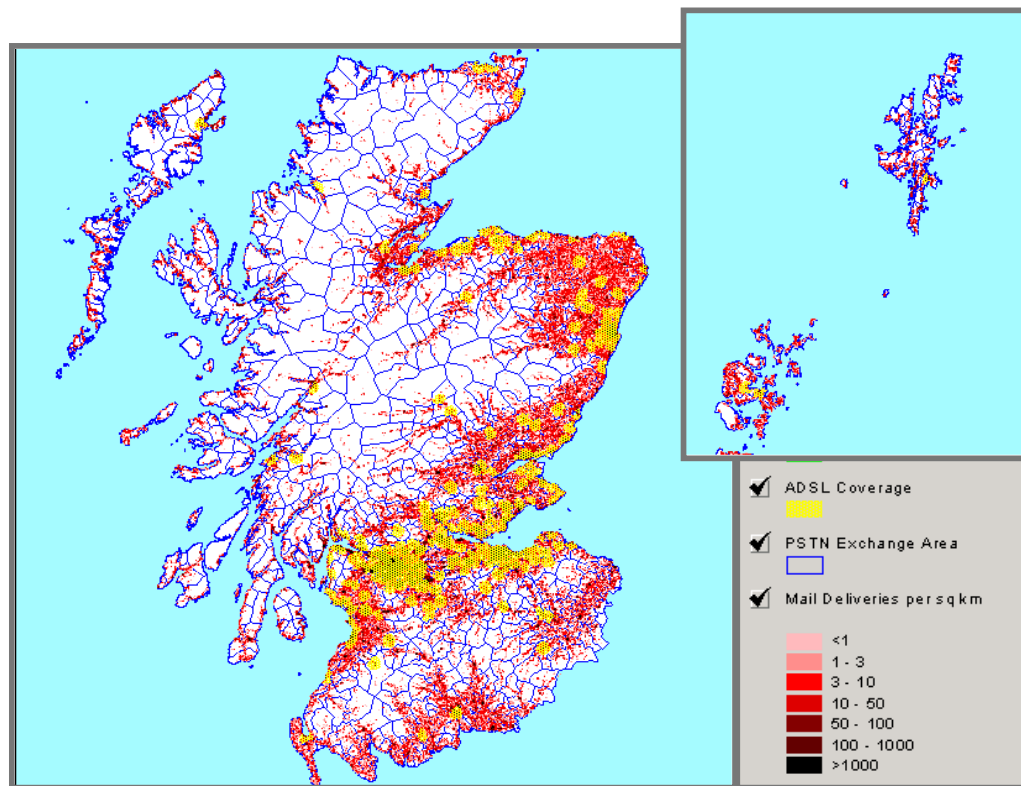 ADSL Coverage
PSTN Exchange Area
Mail Deliveries per sq km
<1
1 - 3
3 - 10
10 - 50
50 - 100
100 - 1000
>1000